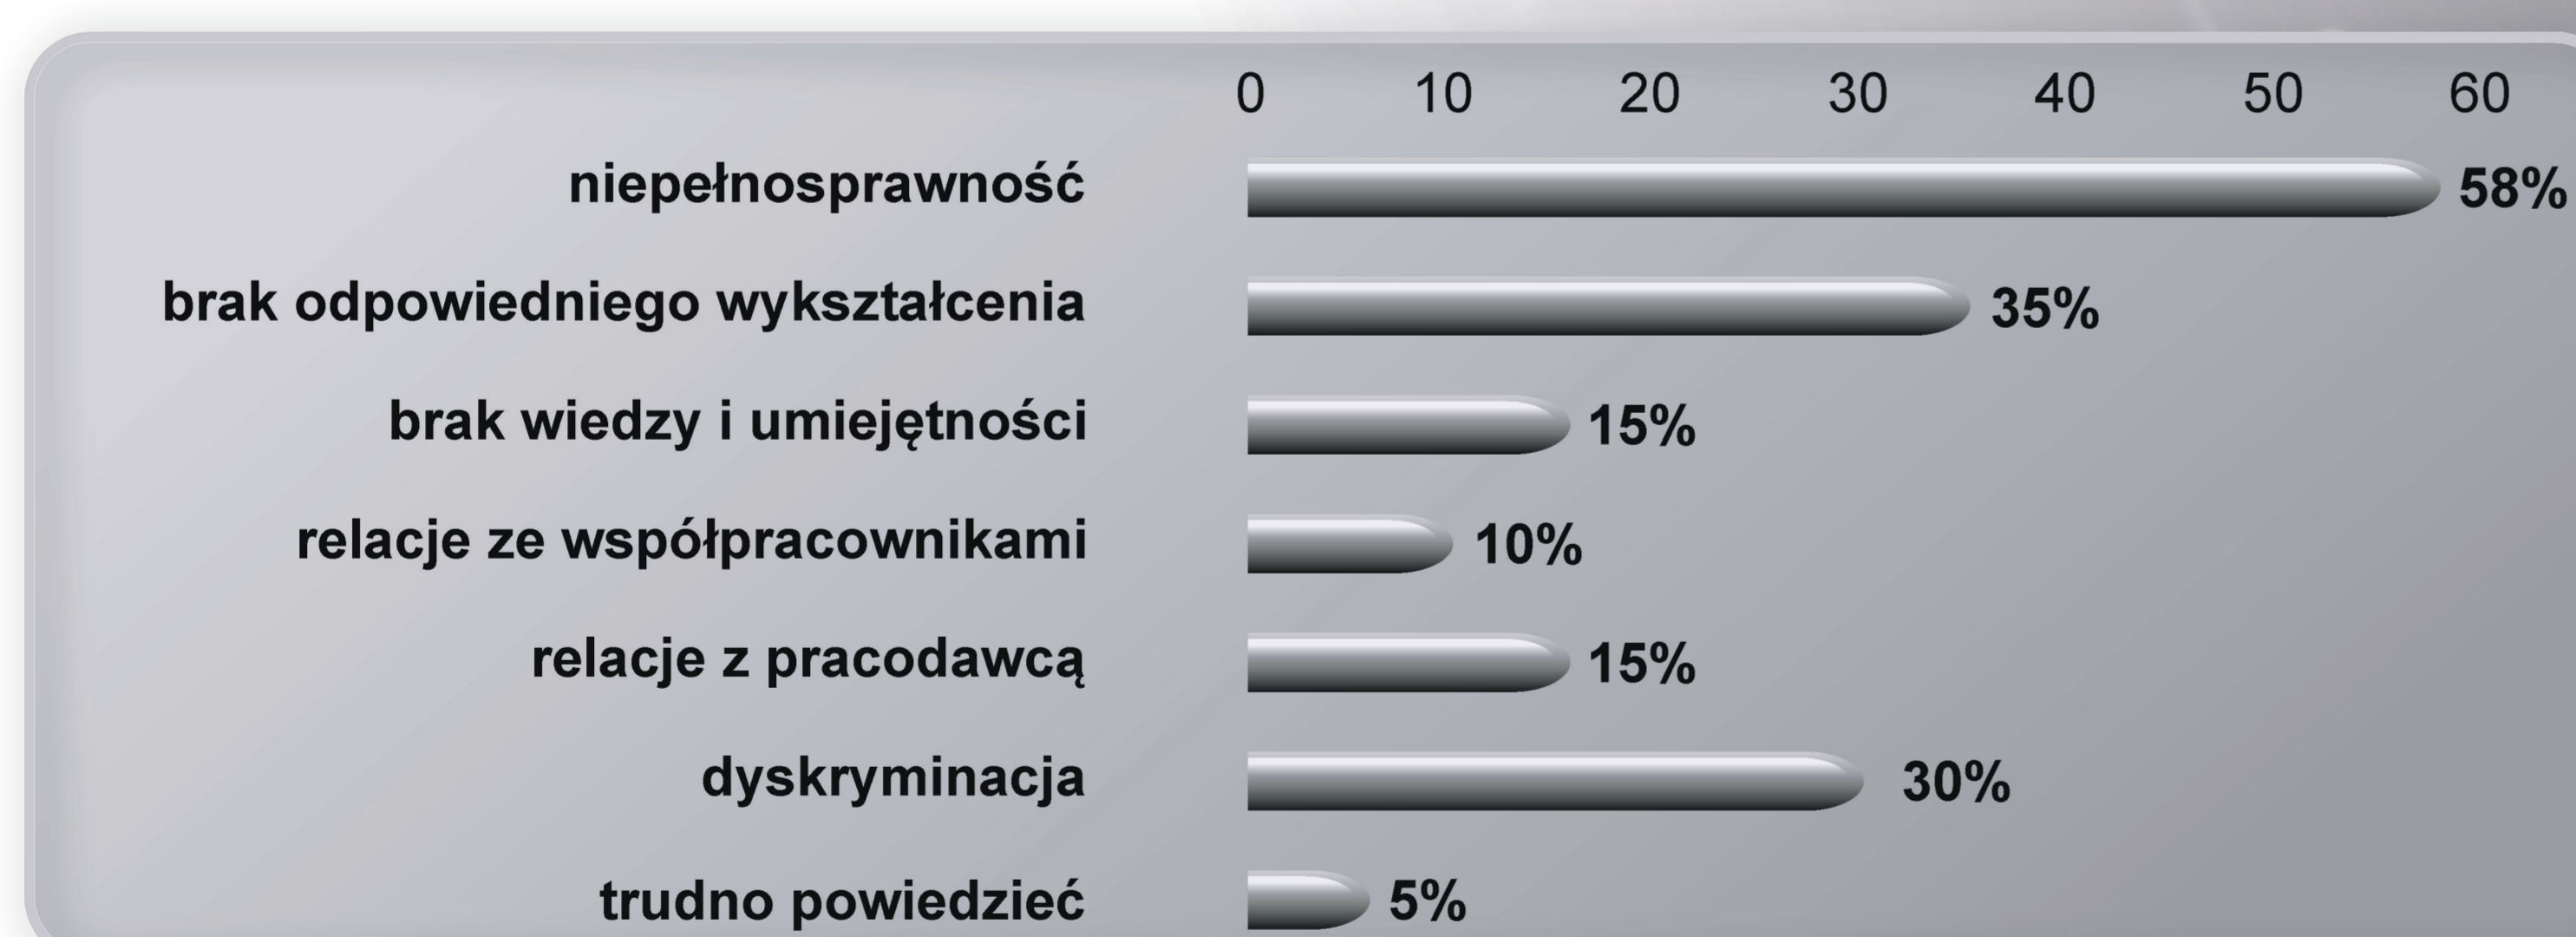 0 10 20 30 40 50 60
niepełnosprawność 58%
brak odpowiedniego wykształcenia 35%
brak wiedzy i umiejętności 15%
relacje ze współpracownikami 10%
relacje z pracodawcą 15%
dyskryminacja 30%
trudno powiedzieć 5%